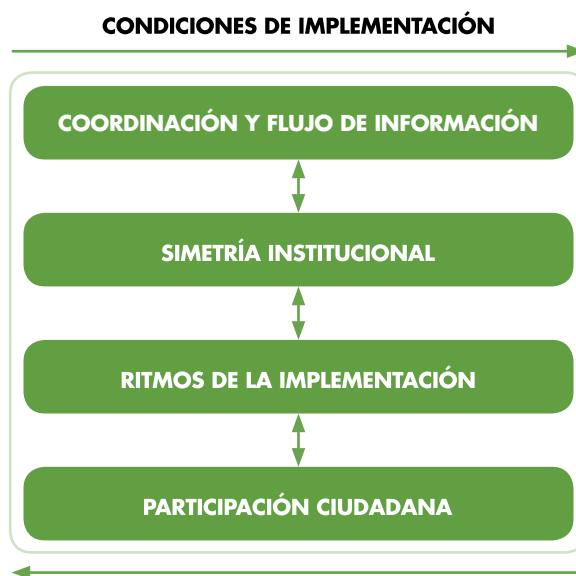 CONDICIONES DE IMPLEMENTACIÓN
COORDINACIÓN Y FLUJO DE INFORMACIÓN
SIMETRÍA INSTITUCIONAL
RITMOS DE LA IMPLEMENTACIÓN
PARTICIPACIÓN CIUDADANA